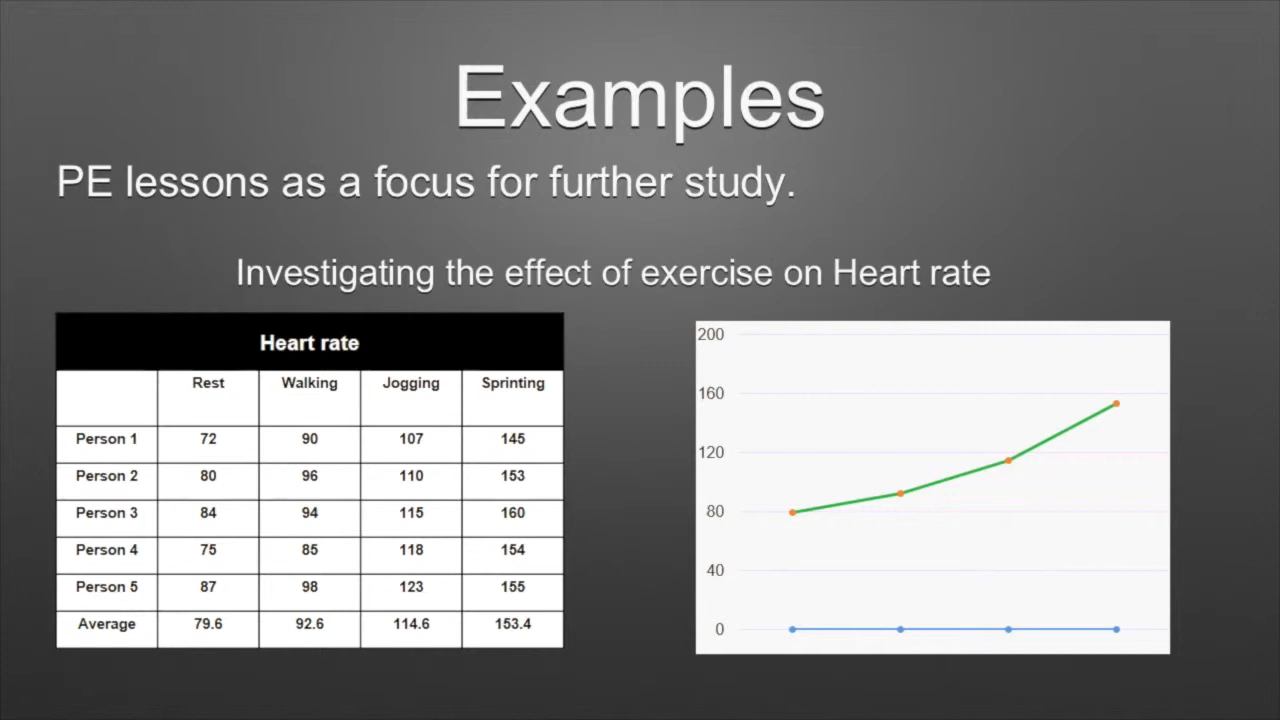 Examples
PE lessons as a focus for further study.
Investigating the effect of exercise on Heart rate
Heart rate
Rest Walking Jogging Sprinting
Person 1 72 90 107 145
Person 2 80 96 110 153
Person 3 84 94 115 160
Person 4 75 85 118 154
Person 5 87 98 123 155
Average 79.6 92.6 114.6 153.4
200
160
120
80
40
0